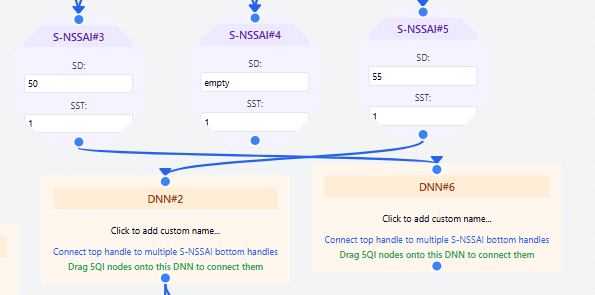 S-NSSAI#3
SD:
50
SST:
1
S-NSSAI#4
SD:
empty
SST:
1
S-NSSAI#5
SD:
55
SST:
1
DNN#2
Click to add custom name...
Connect top handle to multiple S-NSSAI bottom handles
Drag 5QI nodes onto this DNN to connect them
DNN#6
Click to add custom name...
Connect top handle to multiple S-NSSAI bottom handles
Drag 5QI nodes onto this DNN to connect them